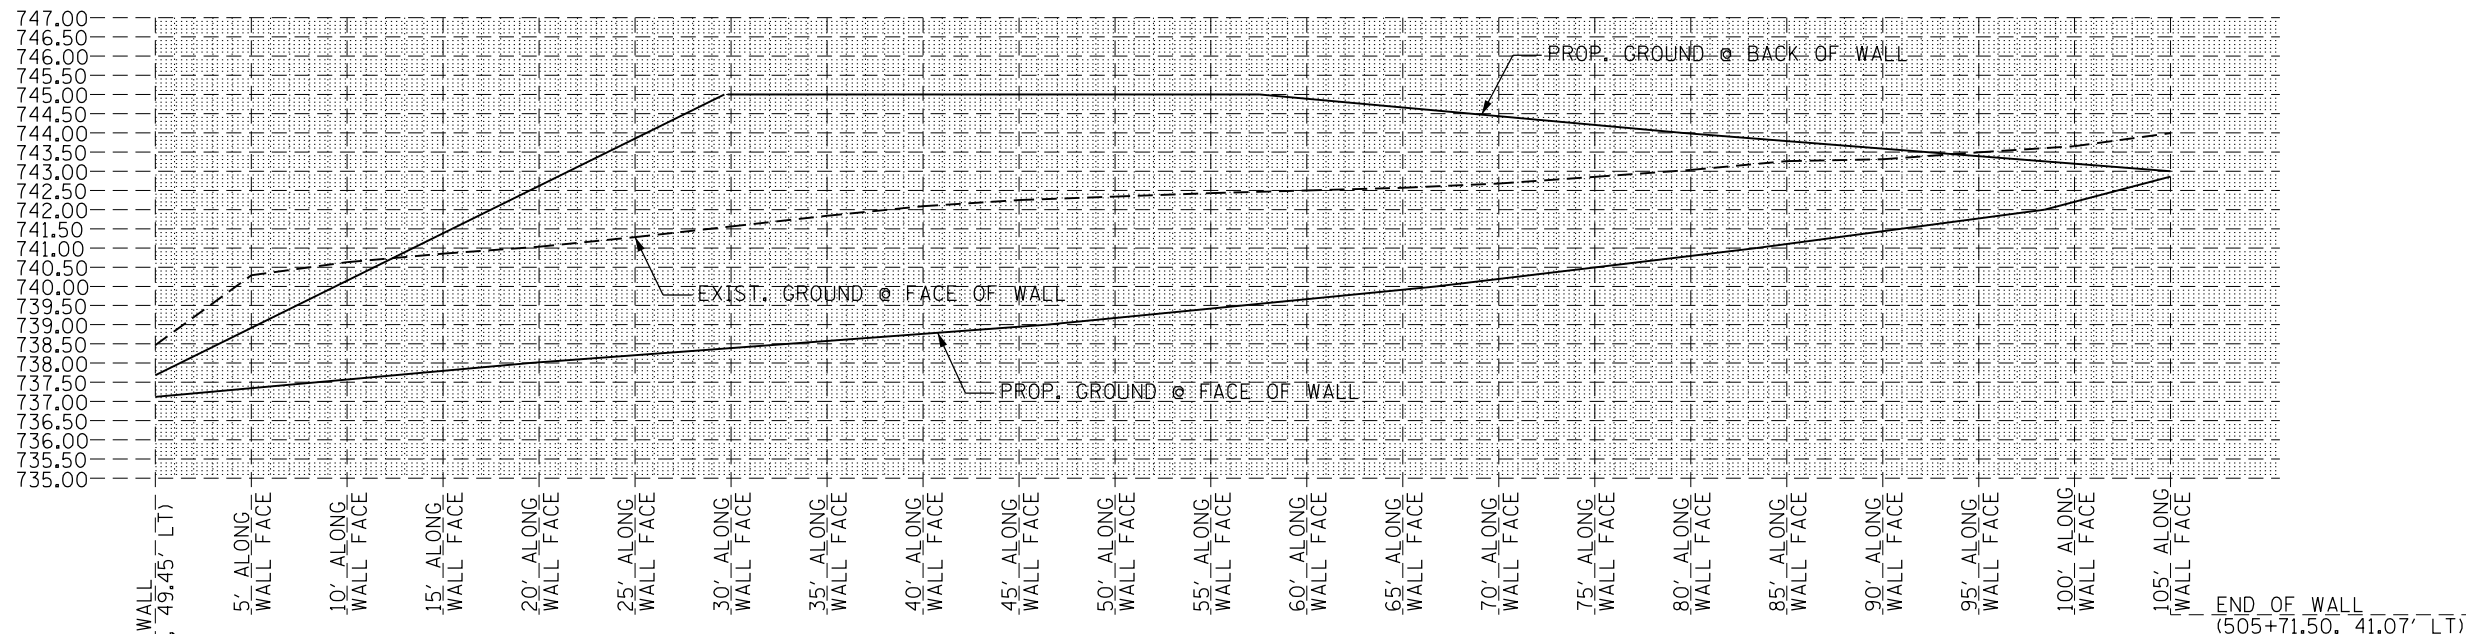 747.00
746.50
746.00
745.50
745.00
744.50
744.00
743.50
743.00
742.50
742.00
741.50
741.00
740.50
740.00
739.50
739.00
738.50
738.00
737.50
737.00
736.50
736.00
735.50
735.00
PROP. GROUND @ BACK OF WALL
EXIST. GROUND @ FACE OF WALL
PROP. GROUND @ FACE OF WALL
WALL
, 49.45' LT)
5' ALONG
WALL FACE
10' ALONG
WALL FACE
15' ALONG
WALL FACE
20' ALONG
WALL FACE
25' ALONG
WALL FACE
30' ALONG
WALL FACE
35' ALONG
WALL FACE
40' ALONG
WALL FACE
45' ALONG
WALL FACE
50' ALONG
WALL FACE
55' ALONG
WALL FACE
60' ALONG
WALL FACE
65' ALONG
WALL FACE
70' ALONG
WALL FACE
75' ALONG
WALL FACE
80' ALONG
WALL FACE
85' ALONG
WALL FACE
90' ALONG
WALL FACE
95' ALONG
WALL FACE
100' ALONG
WALL FACE
105' ALONG
WALL FACE
END OF WALL
(505+71.50, 41.07' LT)